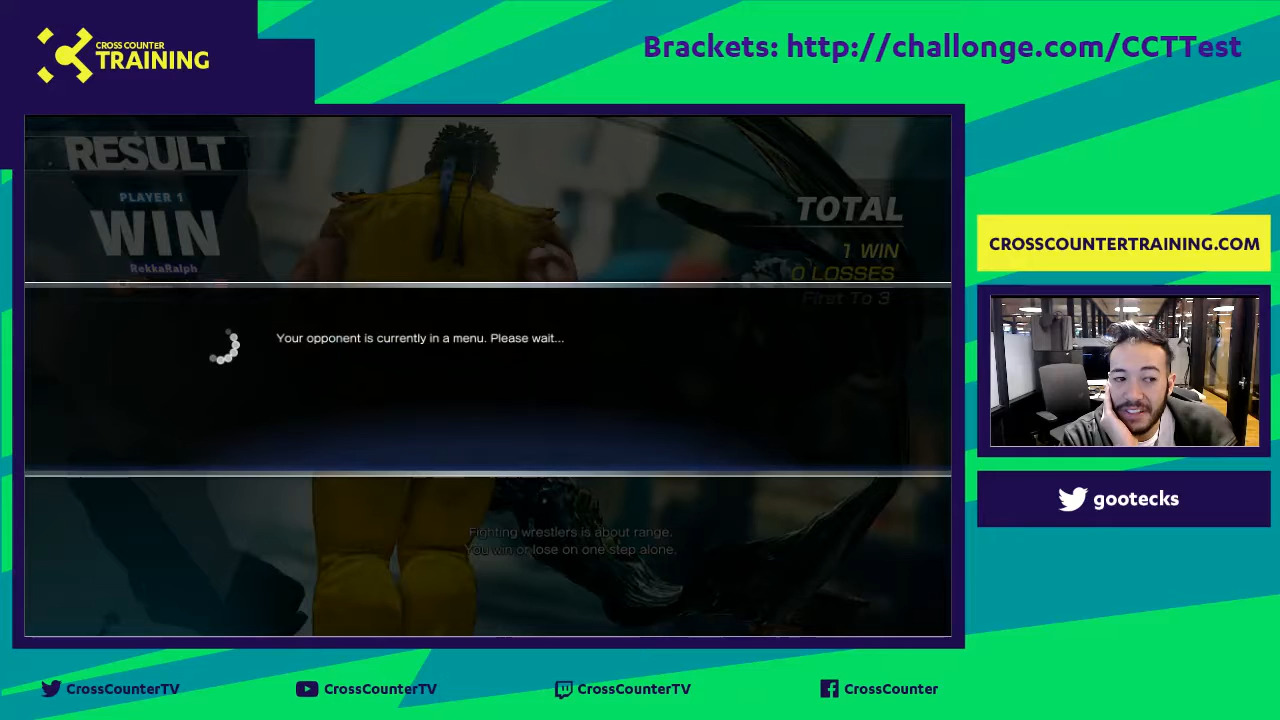 CROSS COUNTER
TRAINING
Brackets: http://challonge.com/CCTTest
RESULT
PLAYER 1
WIN
RekkaRalph
TOTAL
1 WIN
0 LOSSES
First To 3
Your opponent is currently in a menu. Please wait...
Fighting wrestlers is about range.
You win or lose on one step alone.
CROSSCOUNTERTRAINING.COM
gootecks
CrossCounterTV
CrossCounterTV
CrossCounterTV
CrossCounter